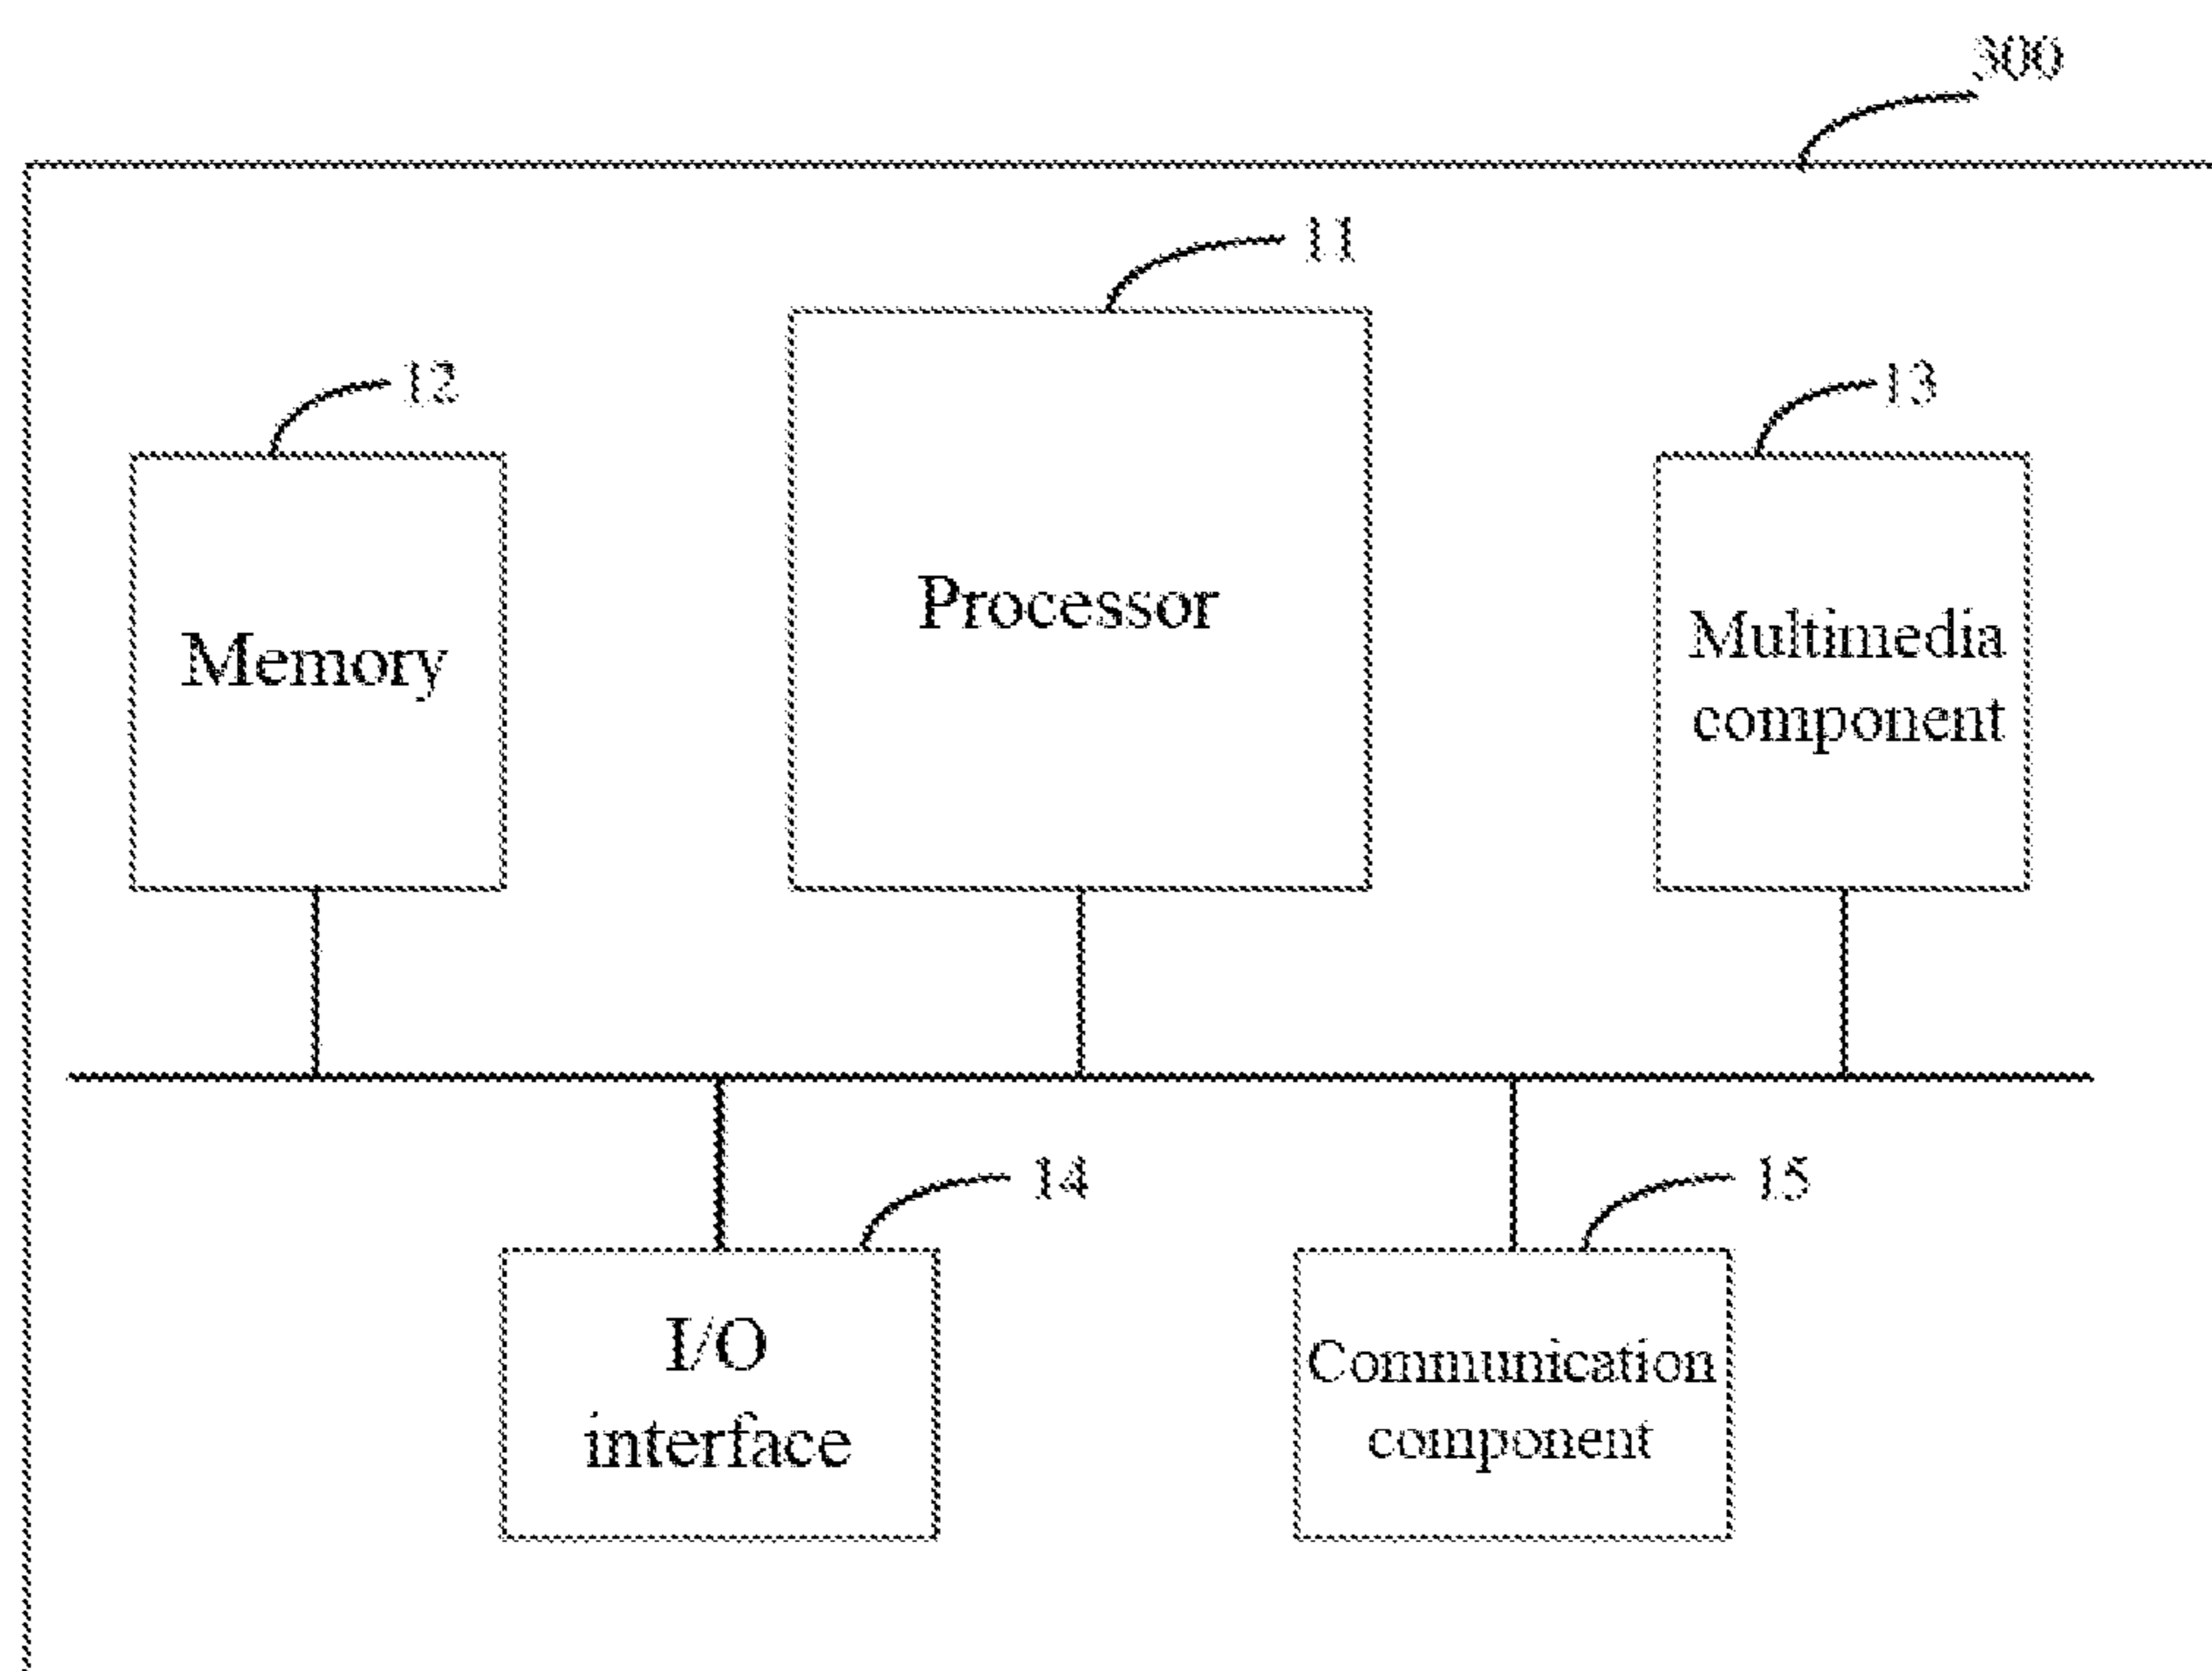 300
11
12
13
Processor
Memory
Multimedia
component
14
15
I/O
interface
Communication
component